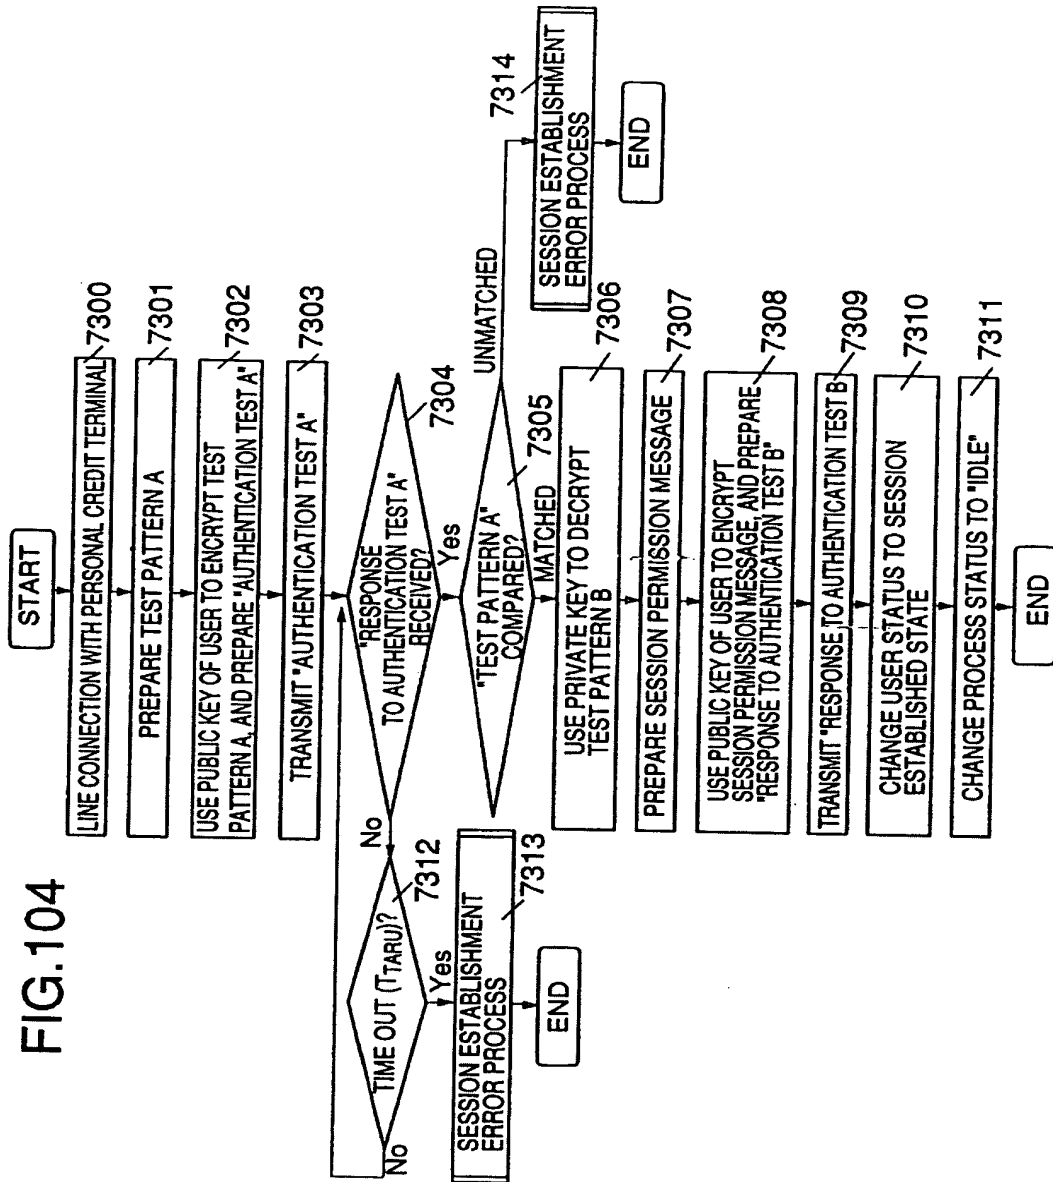 FIG.104
START
LINE CONNECTION WITH PERSONAL CREDIT TERMINAL
7300
PREPARE TEST PATTERN A
7301
USE PUBLIC KEY OF USER TO ENCRYPT TEST
PATTERN A, AND PREPARE "AUTHENTICATION TEST A"
7302
TRANSMIT "AUTHENTICATION TEST A"
7303
"RESPONSE
TO AUTHENTICATION TEST A"
RECEIVED?
7304
No
Yes
TIME OUT (TTARU)?
7312
No
Yes
SESSION ESTABLISHMENT
ERROR PROCESS
7313
END
"TEST PATTERN A"
COMPARED?
7305
UNMATCHED
MATCHED
SESSION ESTABLISHMENT
ERROR PROCESS
7314
END
USE PRIVATE KEY TO DECRYPT
TEST PATTERN B
7306
PREPARE SESSION PERMISSION MESSAGE
7307
USE PUBLIC KEY OF USER TO ENCRYPT
SESSION PERMISSION MESSAGE, AND PREPARE
"RESPONSE TO AUTHENTICATION TEST B"
7308
TRANSMIT "RESPONSE TO AUTHENTICATION TEST B"
7309
CHANGE USER STATUS TO SESSION
ESTABLISHED STATE
7310
CHANGE PROCESS STATUS TO "IDLE"
7311
END